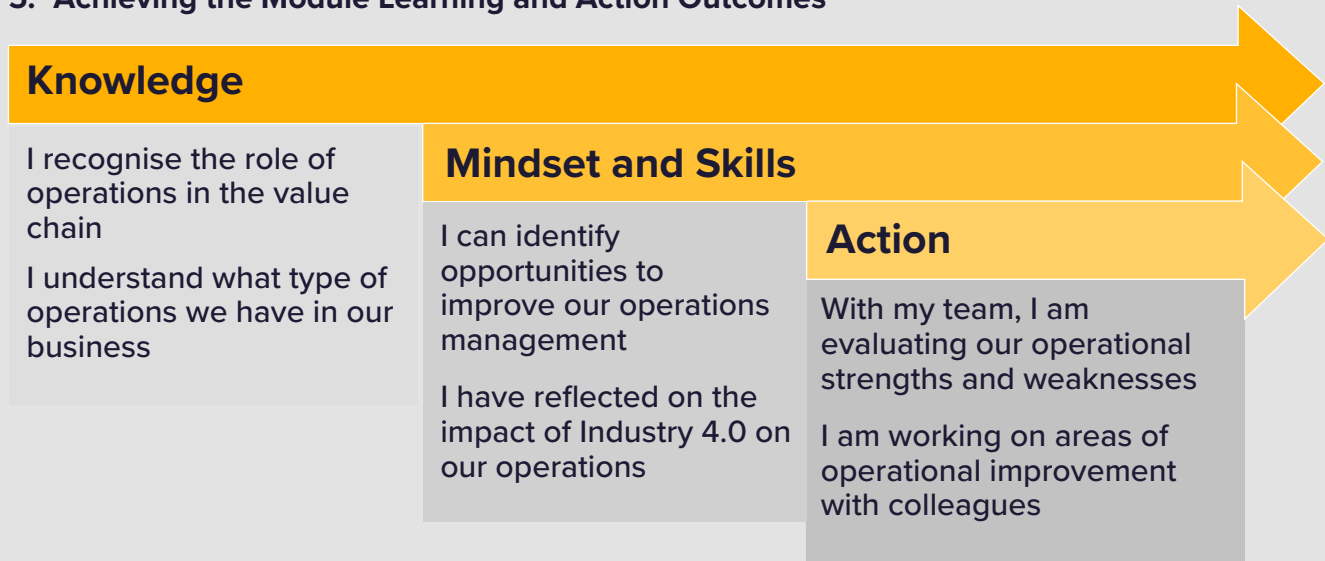 Achieving the Module Learning and Action Outcomes
Knowledge
I recognise the role of
operations in the value
chain
I understand what type of
operations we have in our
business
Mindset and Skills
I can identify
opportunities to
improve our operations
management
I have reflected on the
impact of Industry 4.0 on
our operations
Action
With my team, I am
evaluating our operational
strengths and weaknesses
I am working on areas of
operational improvement
with colleagues